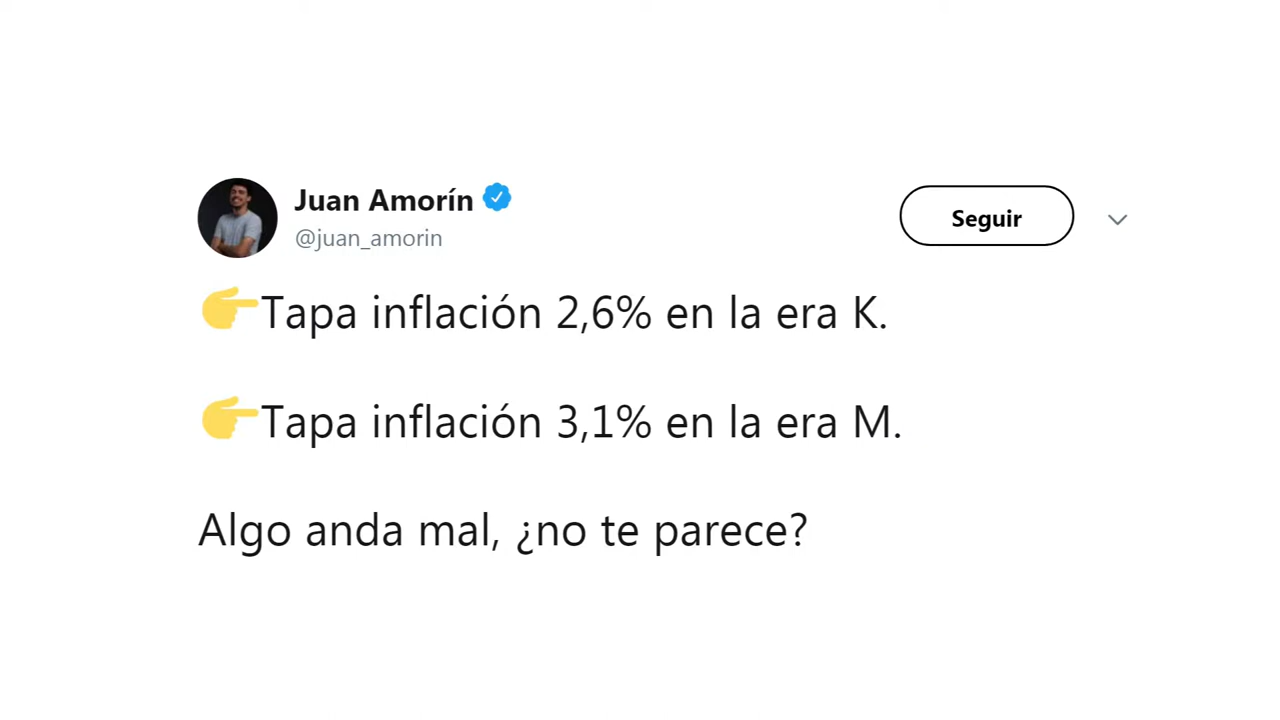 Juan Amorín
@juan_amorin
Seguir
👉Tapa inflación 2,6% en la era K.
👉Tapa inflación 3,1% en la era M.
Algo anda mal, ¿no te parece?